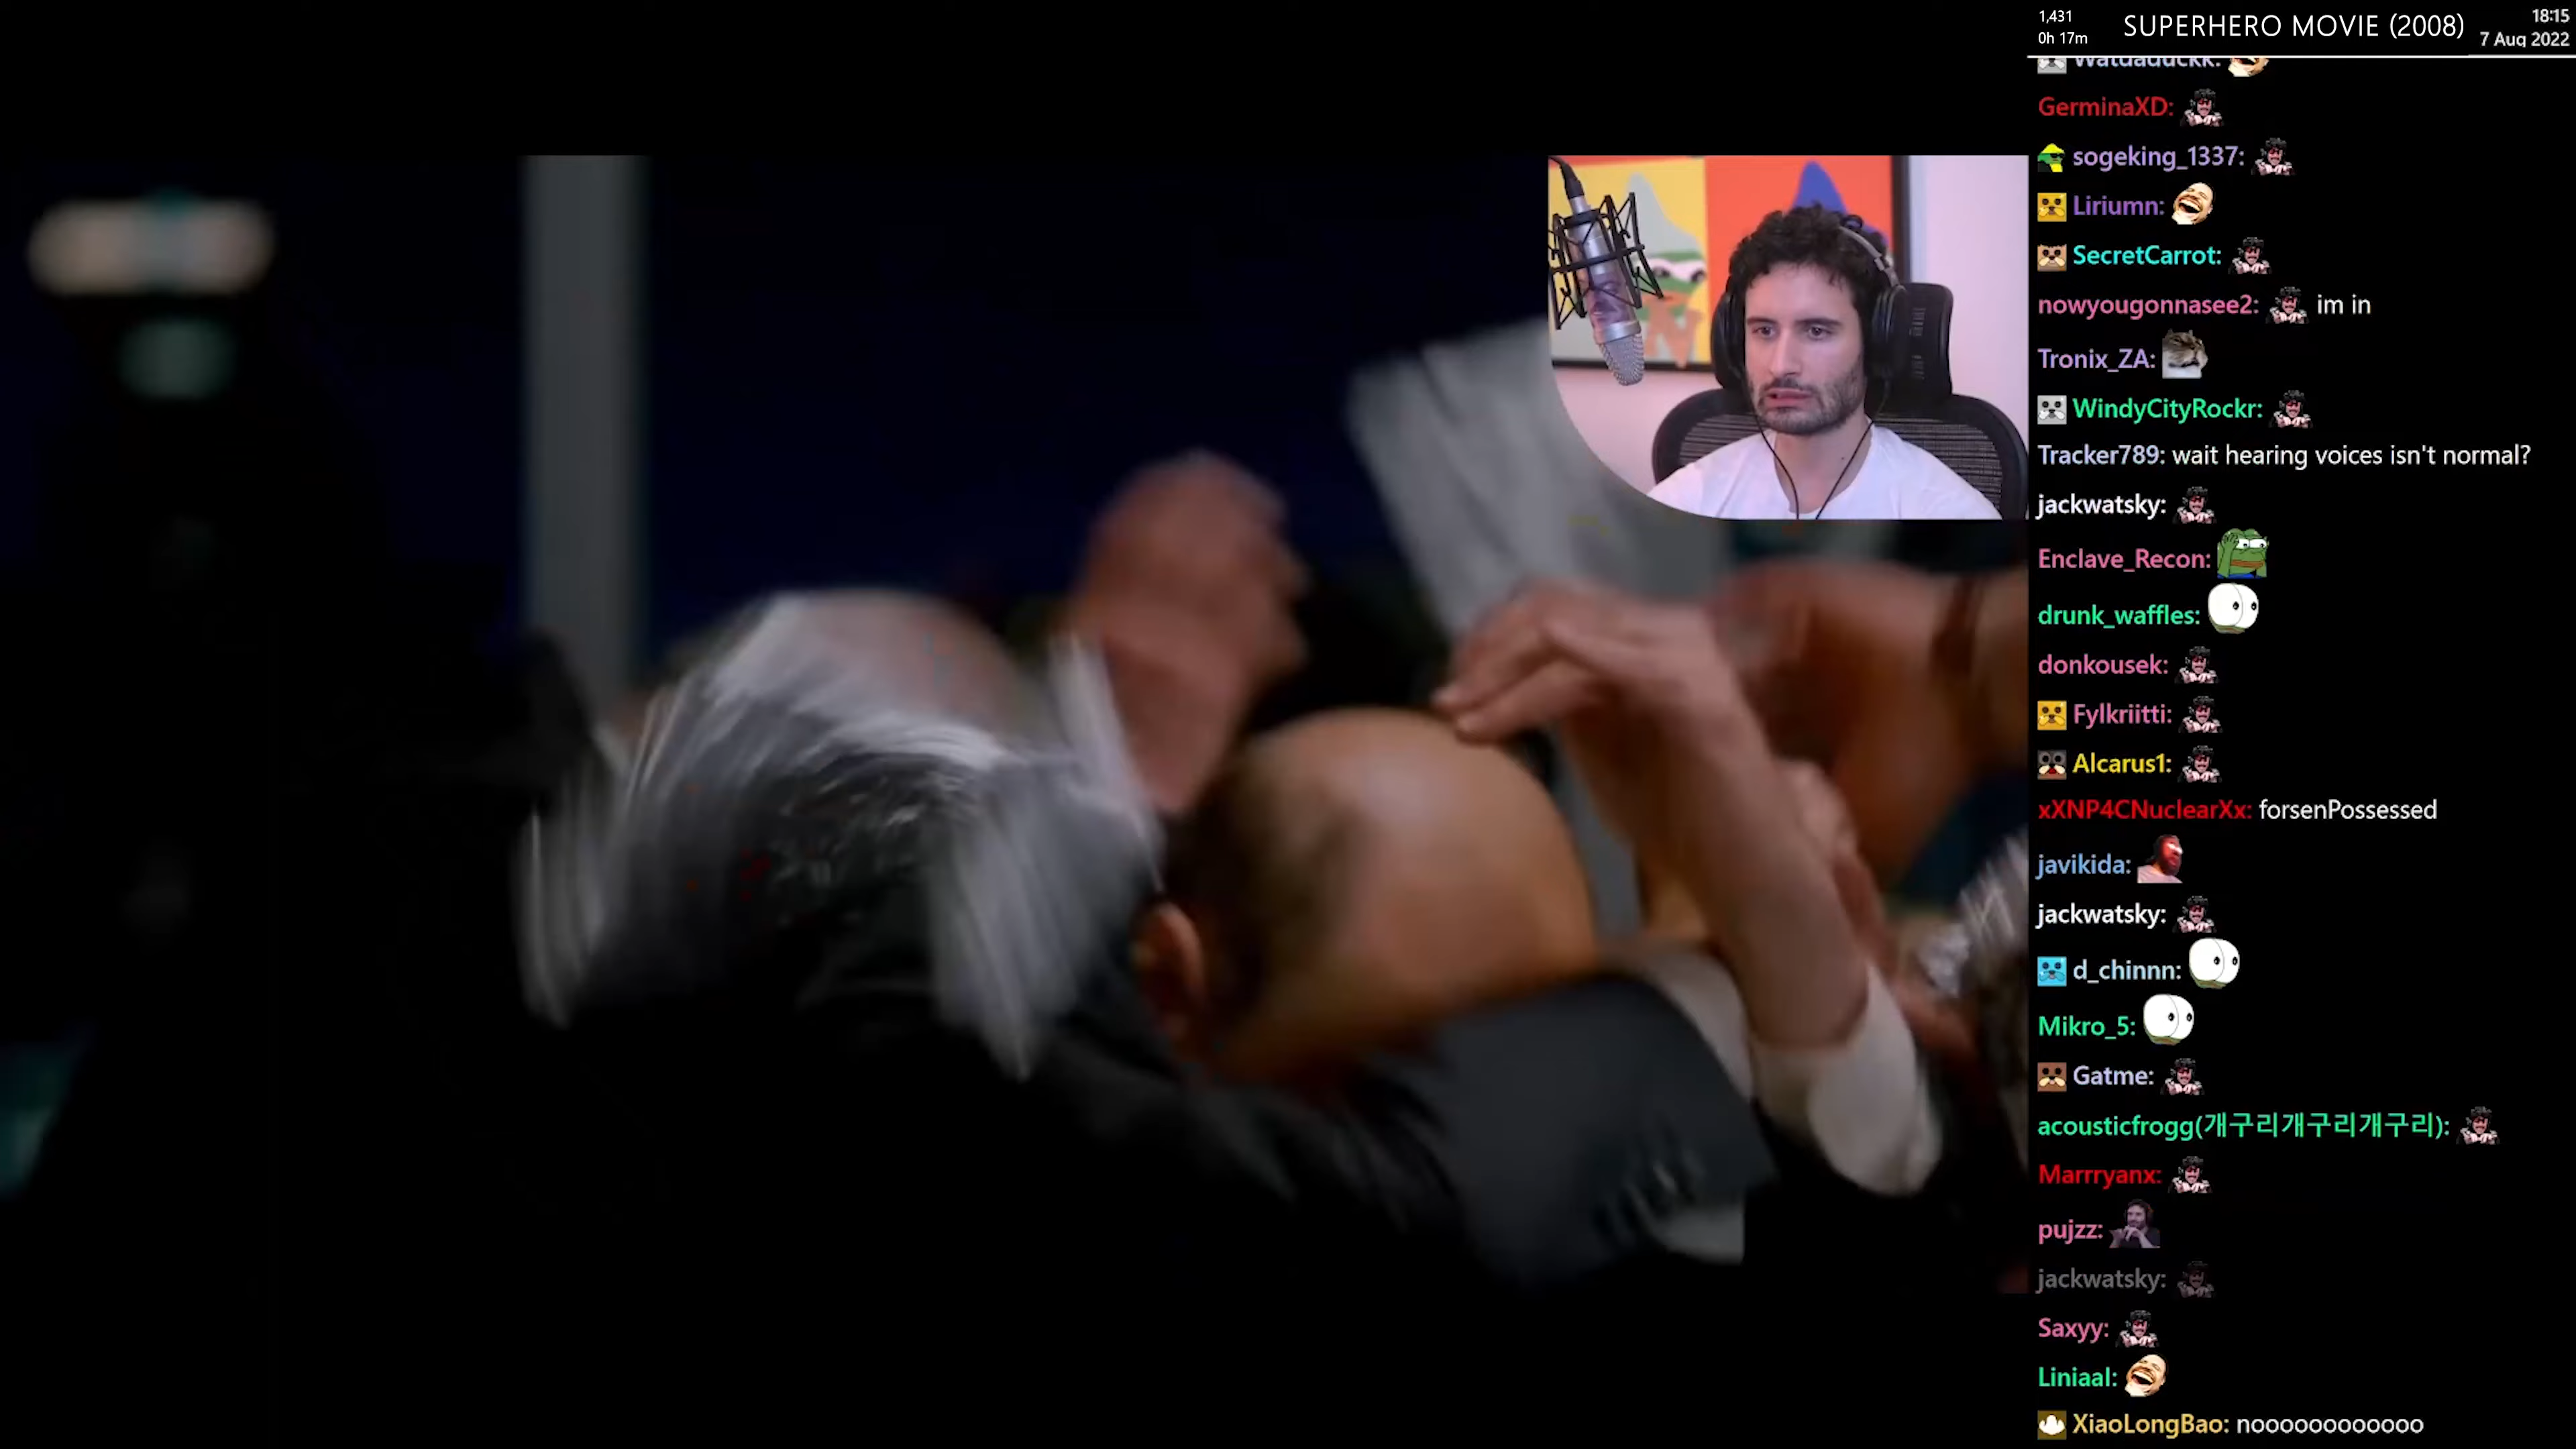 1,431
0h 17m
SUPERHERO MOVIE (2008)
18:15
7 Aug 2022
Watdaduckk:
GerminaXD:
sogeking_1337:
Liriumn:
SecretCarrot:
nowyougonnasee2: im in
Tronix_ZA:
WindyCityRockr:
Tracker789: wait hearing voices isn't normal?
jackwatsky:
Enclave_Recon:
drunk_waffles:
donkousek:
Fylkriitti:
Alcarus1:
xXNP4CNuclearXx: forsenPossessed
javikida:
jackwatsky:
d_chinnn:
Mikro_5:
Gatme:
acousticfrogg(개구리개구리개구리):
Marrryanx:
pujzz:
jackwatsky:
Saxyy:
Liniaal:
XiaoLongBao: noooooooooooo